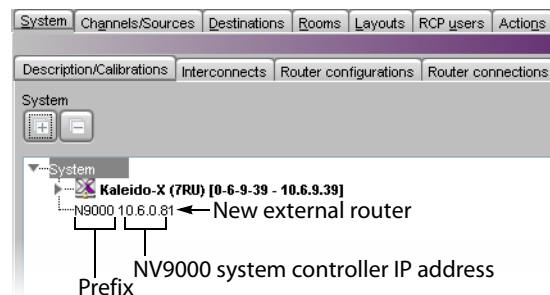 System Channels/Sources Destinations Rooms Layouts RCP users Actions
Description/Calibrations Interconnects Router configurations Router connections
System
System
Kaleido-X (7RU) [0-6-9-39 - 10.6.9.39]
N9000 10.6.0.81 New external router
NV9000 system controller IP address
Prefix